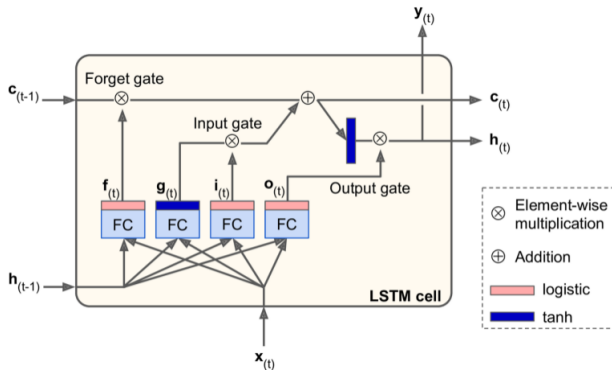 y(t)
Forget gate
c(t-1)
c(t)
Input gate
h(t)
f(t)
g(t)
i(t)
o(t)
Output gate
FC
FC
FC
FC
h(t-1)
LSTM cell
x(t)
Element-wise
multiplication
Addition
logistic
tanh